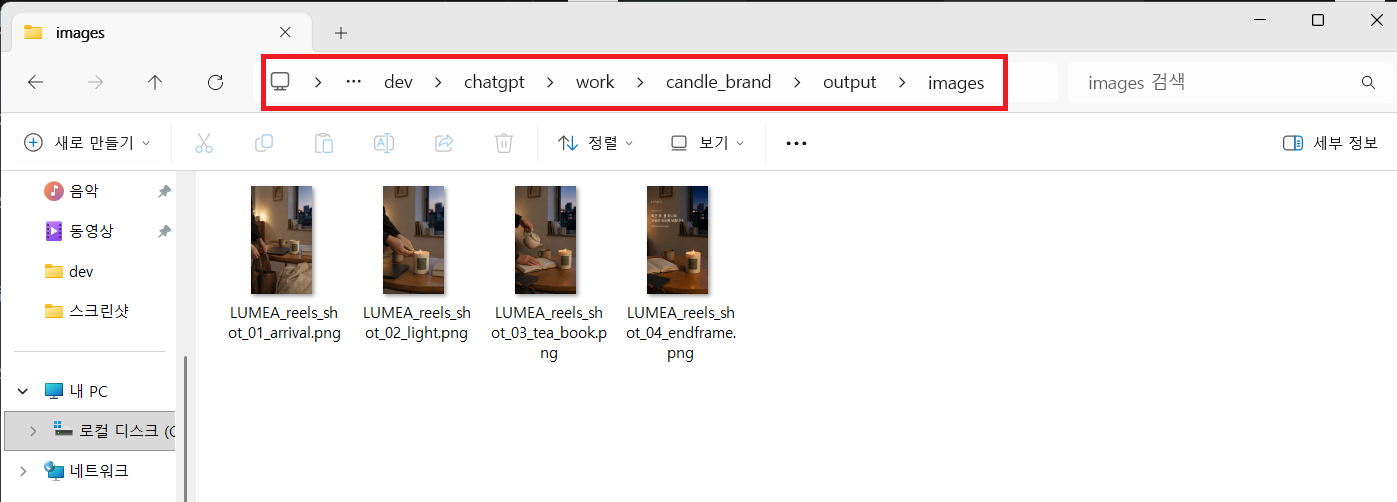 images
dev
chatgpt
work
candle_brand
output
images
images 검색
새로 만들기
정렬
보기
세부 정보
음악
동영상
dev
스크린샷
내 PC
로컬 디스크 (
네트워크
LUMEA_reels_sh
ot_01_arrival.png
LUMEA_reels_sh
ot_02_light.png
LUMEA_reels_sh
ot_03_tea_book.p
ng
LUMEA_reels_sh
ot_04_endframe.
png